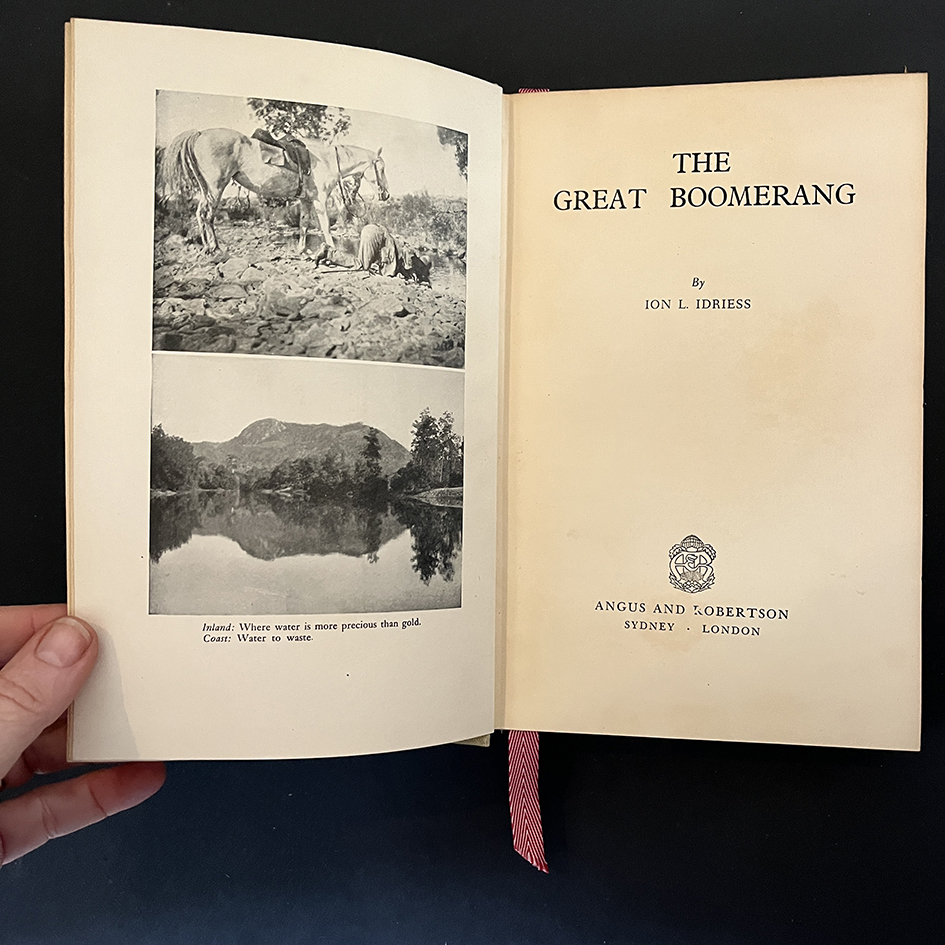 Inland: Where water is more precious than gold.
Coast: Water to waste.
THE
GREAT BOOMERANG
By
ION L. IDRIESS
ANGUS AND ROBERTSON
SYDNEY · LONDON